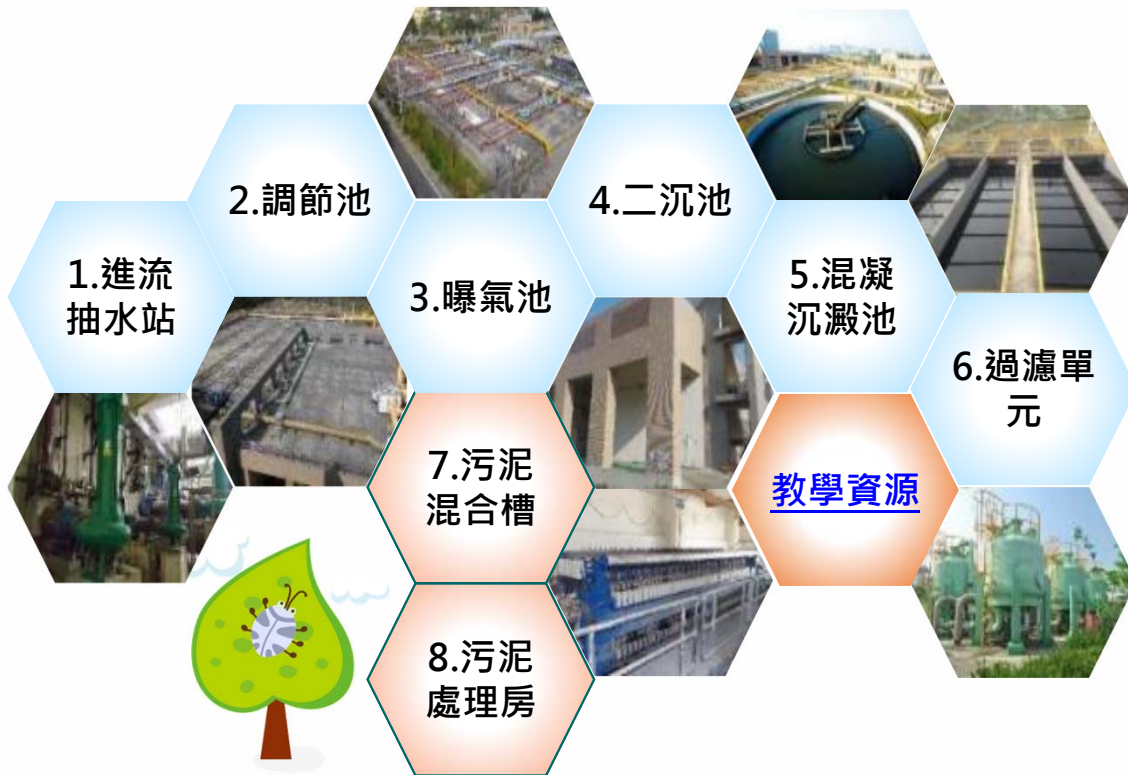 1.進流
抽水站
2.調節池
3.曝氣池
4.二沉池
5.混凝
沉澱池
6.過濾單
元
7.污泥
混合槽
8.污泥
處理房
教學資源